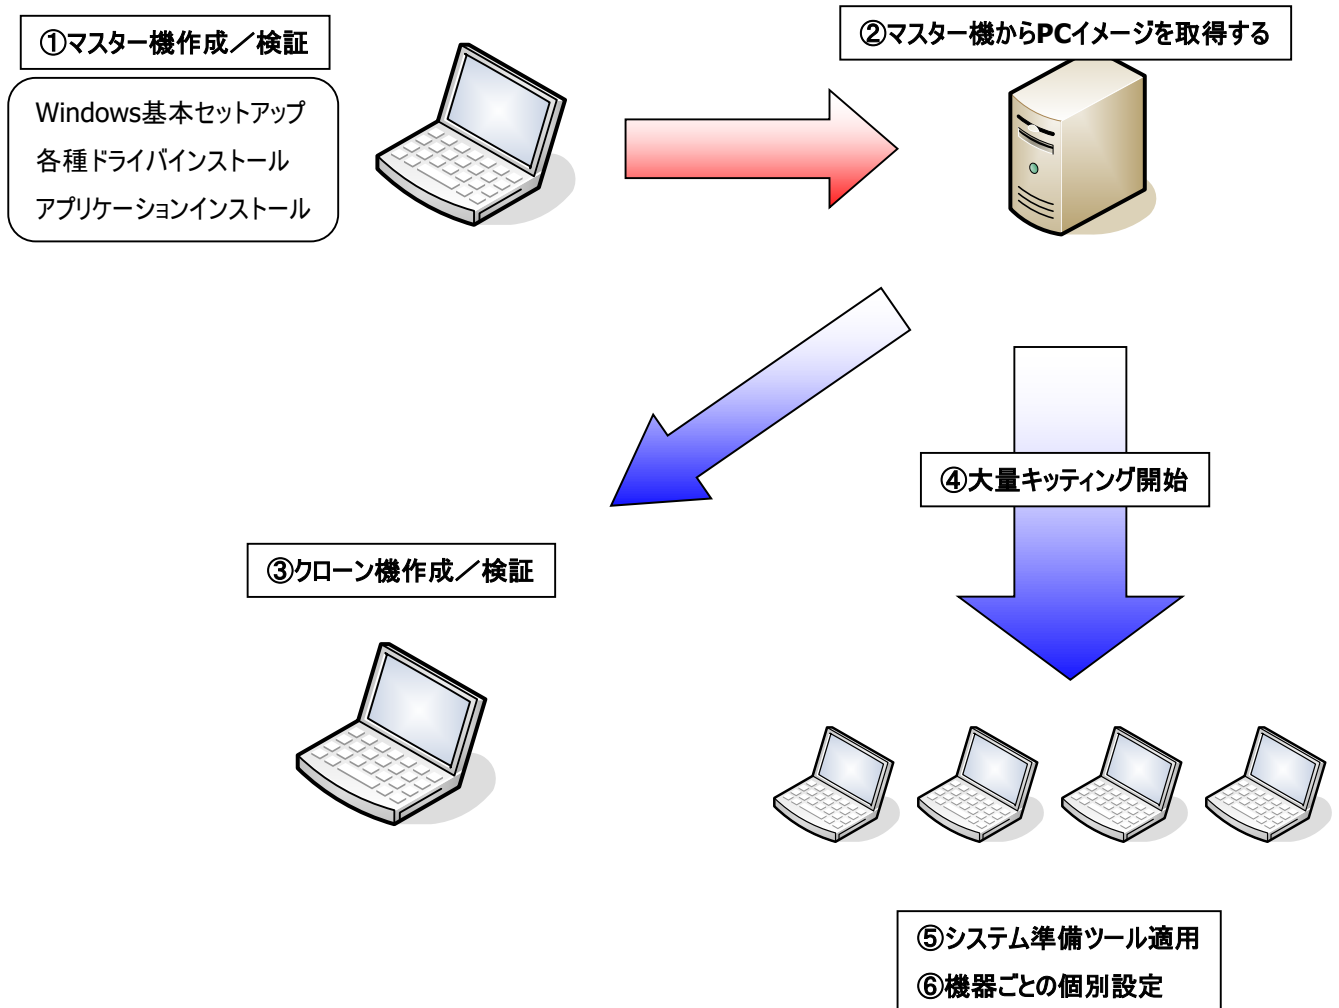 ①マスター機作成／検証
Windows基本セットアップ
各種ドライバインストール
アプリケーションインストール
②マスター機からPCイメージを取得する
③クローン機作成／検証
④大量キッティング開始
⑤システム準備ツール適用
⑥機器ごとの個別設定